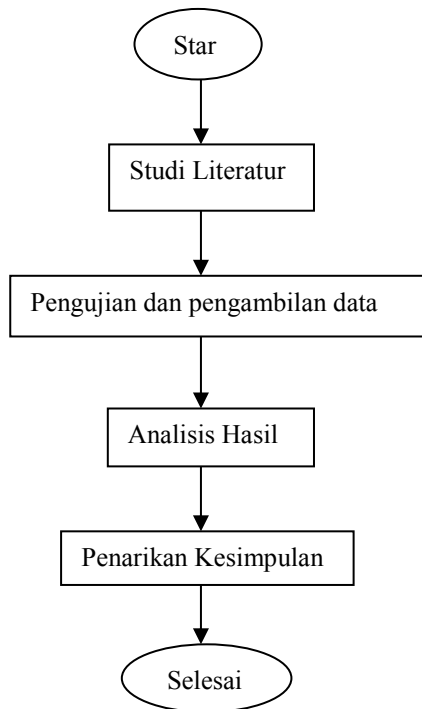 Star
Studi Literatur
Pengujian dan pengambilan data
Analisis Hasil
Penarikan Kesimpulan
Selesai